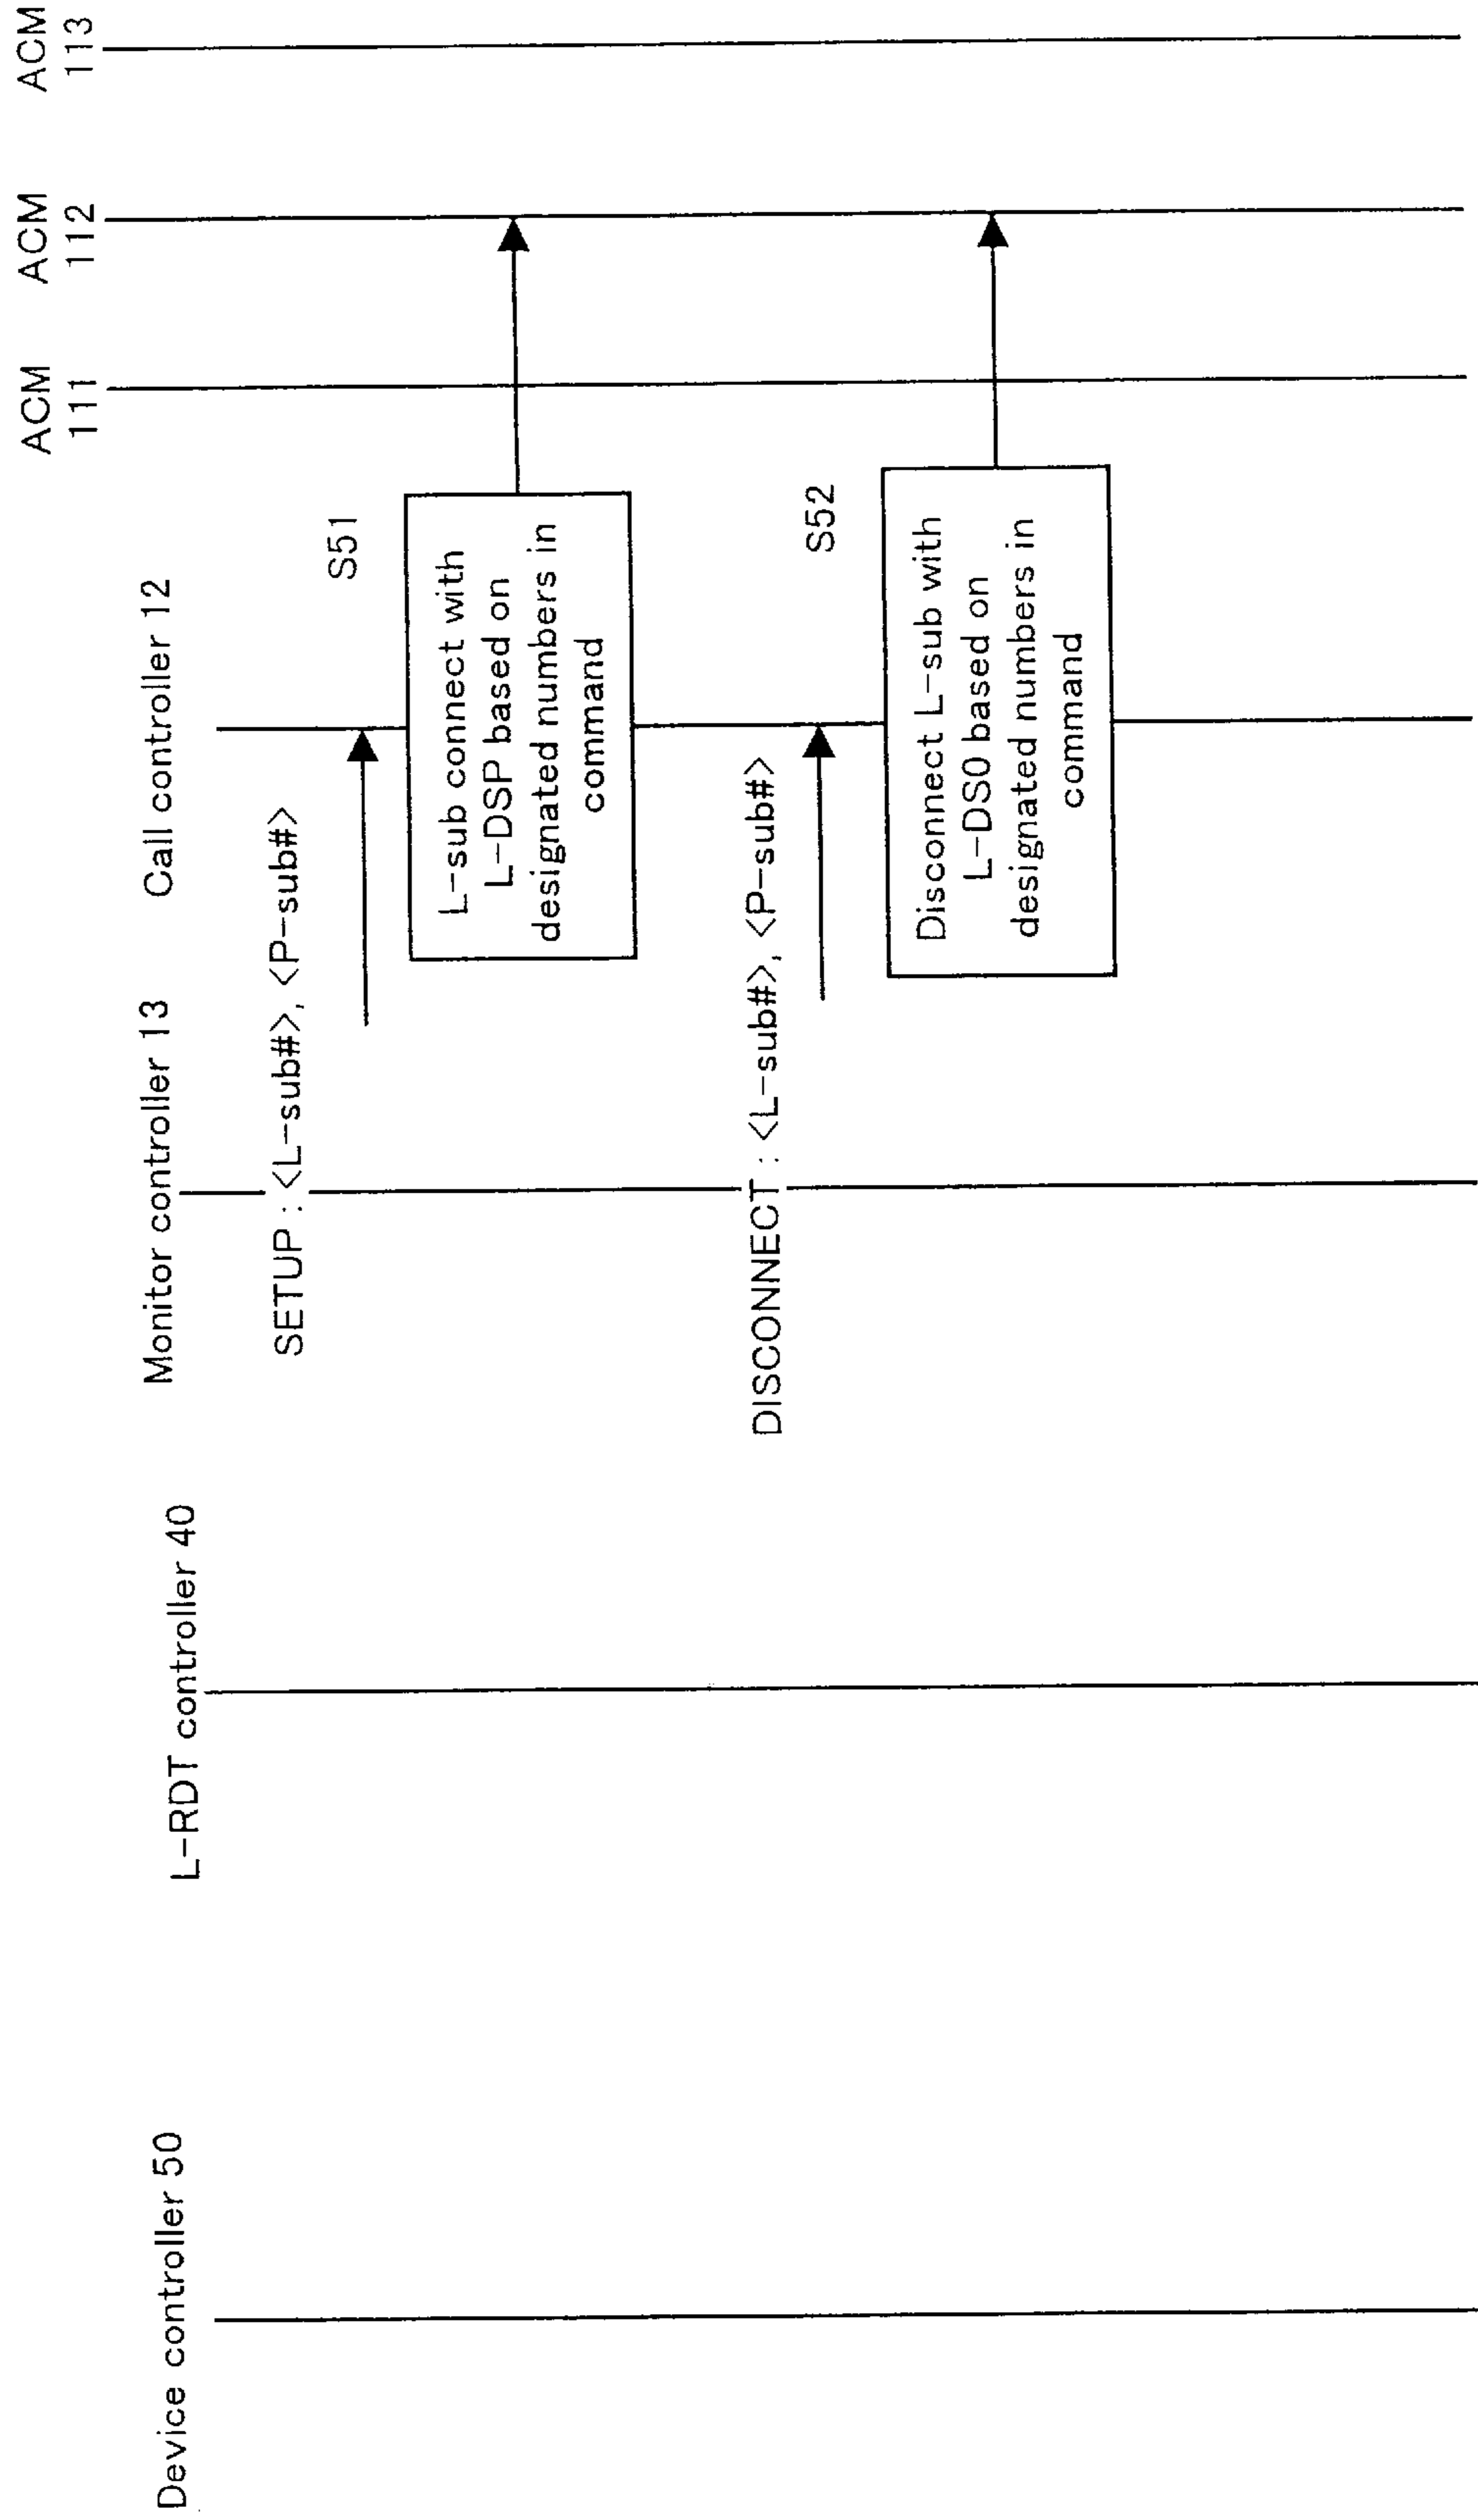 Device controller 50
L-RDT controller 40
Monitor controller 13
Call controller 12
ACM
111
ACM
112
ACM
113
SETUP : <L-sub#>, <P-sub#>
S51
L-sub connect with
L-DSP based on
designated numbers in
command
DISCONNECT : <L-sub#>, <P-sub#>
S52
Disconnect L-sub with
L-DS0 based on
designated numbers in
command